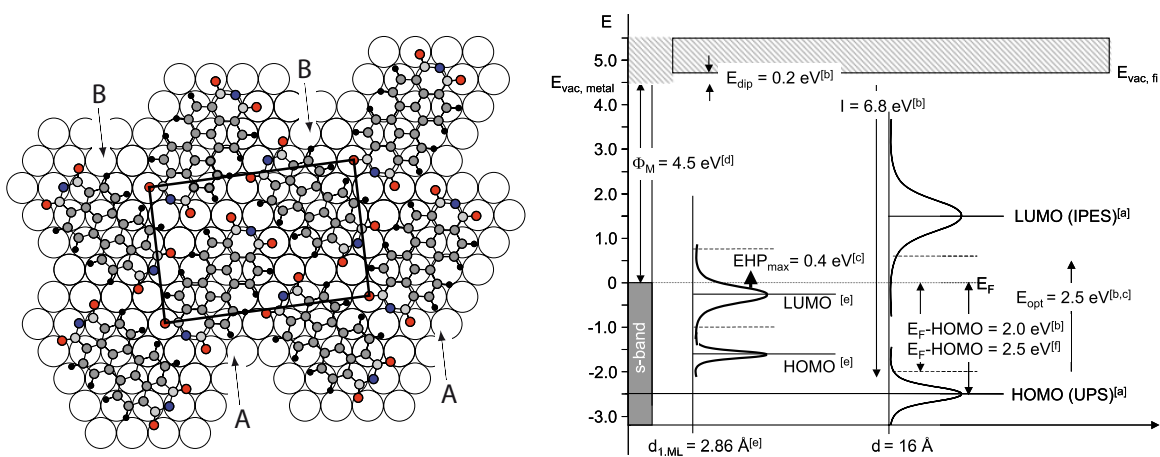 B
B
A
A
E
5.0
4.0
3.0
2.0
1.0
0
-1.0
-2.0
-3.0
E_vac, metal
E_vac, fi
E_dip = 0.2 eV[b]
I = 6.8 eV[b]
Φ_M = 4.5 eV[d]
LUMO (IPES)[a]
EHP_max = 0.4 eV[c]
E_F
LUMO [e]
E_opt = 2.5 eV[b,c]
E_F-HOMO = 2.0 eV[b]
E_F-HOMO = 2.5 eV[f]
s-band
HOMO [e]
HOMO (UPS)[a]
d_1,ML = 2.86 Å[e]
d = 16 Å